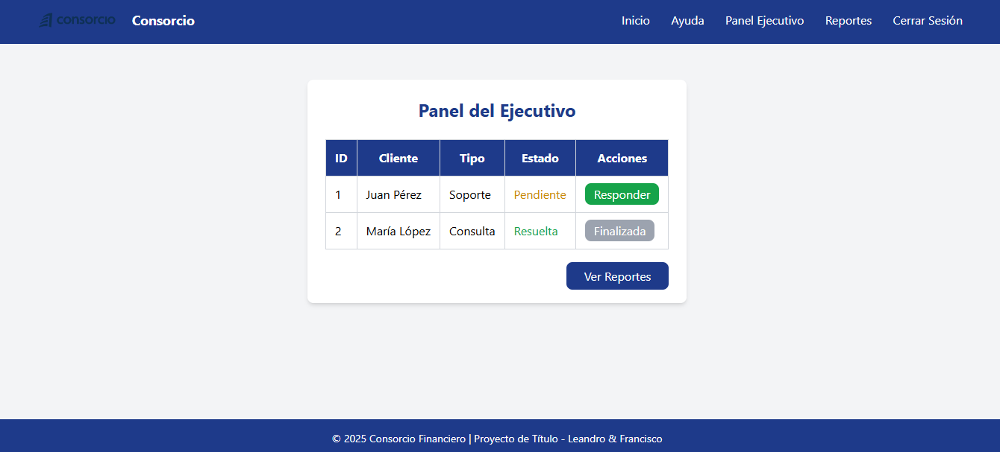 consorcio Consorcio Inicio Ayuda Panel Ejecutivo Reportes Cerrar Sesión
Panel del Ejecutivo
ID Cliente Tipo Estado Acciones
1 Juan Pérez Soporte Pendiente Responder
2 María López Consulta Resuelta Finalizada
Ver Reportes
© 2025 Consorcio Financiero | Proyecto de Título - Leandro & Francisco